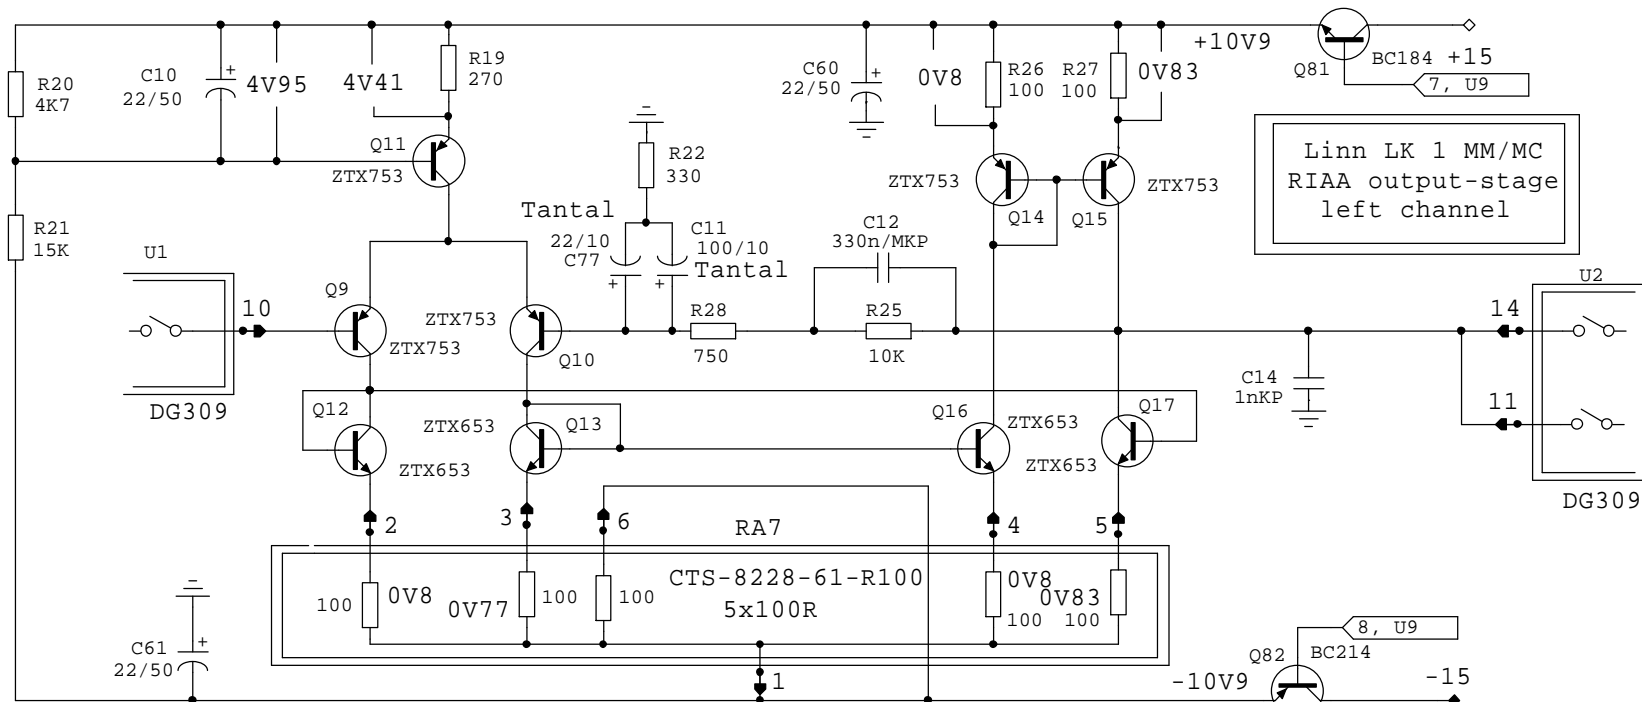 R20
4K7
C10
22/50
+
4V95
4V41
R19
270
C60
22/50
+
0V8
R26
100
R27
100
0V83
+10V9
Q81
BC184
+15
7, U9
Q11
ZTX753
R22
330
ZTX753
Q14
Q15
ZTX753
Linn LK 1 MM/MC
RIAA output-stage
left channel
R21
15K
Tantal
22/10
C77
+
C11
100/10
Tantal
+
C12
330n/MKP
U1
10
DG309
Q9
ZTX753
ZTX753
Q10
R28
750
R25
10K
C14
1nKP
14
11
U2
DG309
Q12
ZTX653
ZTX653
Q13
Q16
ZTX653
ZTX653
Q17
2
3
6
4
5
RA7
CTS-8228-61-R100
5x100R
100
0V8
0V77
100
100
0V8
100
0V83
100
C61
22/50
+
1
-10V9
Q82
BC214
8, U9
-15